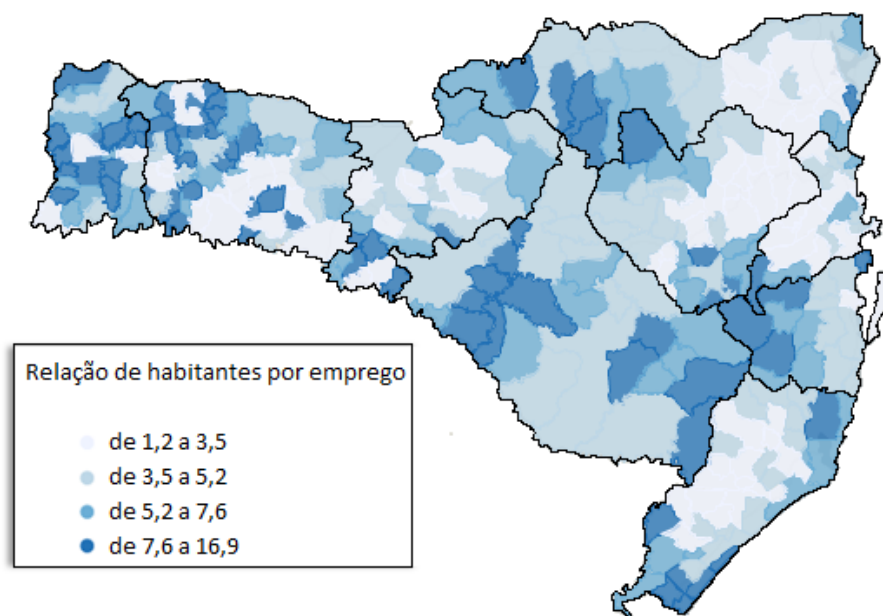 Relação de habitantes por emprego
de 1,2 a 3,5
de 3,5 a 5,2
de 5,2 a 7,6
de 7,6 a 16,9